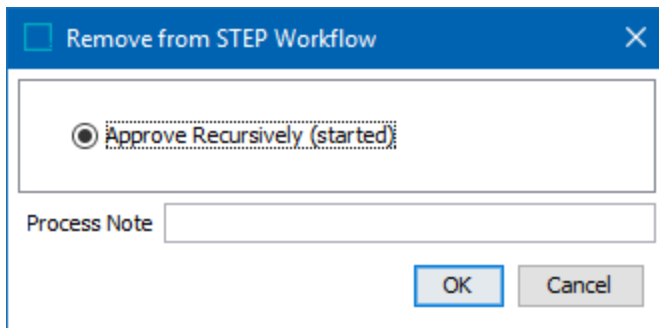 Remove from STEP Workflow
Approve Recursively (started)
Process Note
OK Cancel